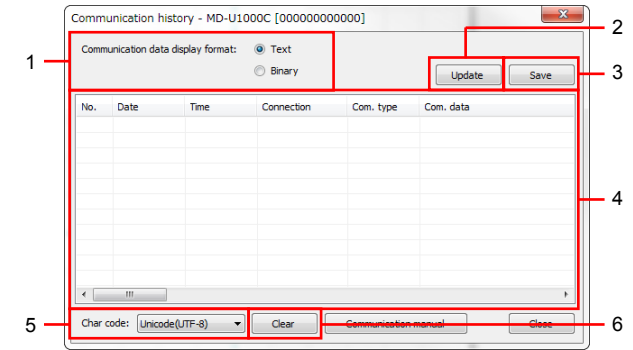 Communication history - MD-U1000C [000000000000]
2
1
Communication data display format:
Text
Binary
Update
Save
3
No.
Date
Time
Connection
Com. type
Com. data
4
5
Char code:
Unicode(UTF-8)
Clear
Communication manual
Close
6